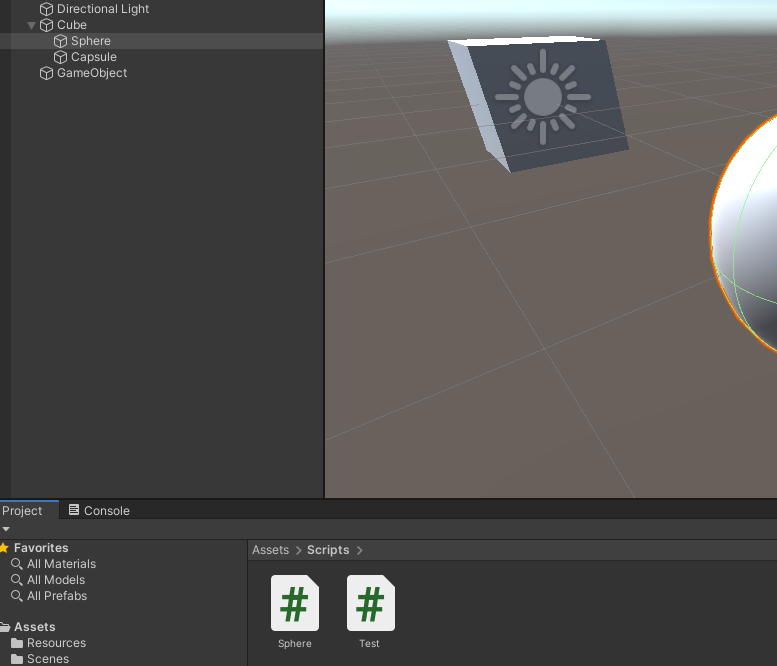 Directional Light
Cube
Sphere
Capsule
GameObject
Project
Console
Favorites
All Materials
All Models
All Prefabs
Assets
Resources
Scenes
Assets > Scripts >
#
Sphere
#
Test